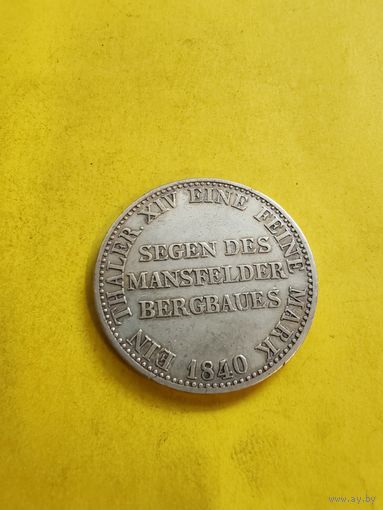 EIN THALER XIV EINE FEINE MARK
SEGEN DES
MANSFELDER
BERGBAUES
1840
www.ay.by